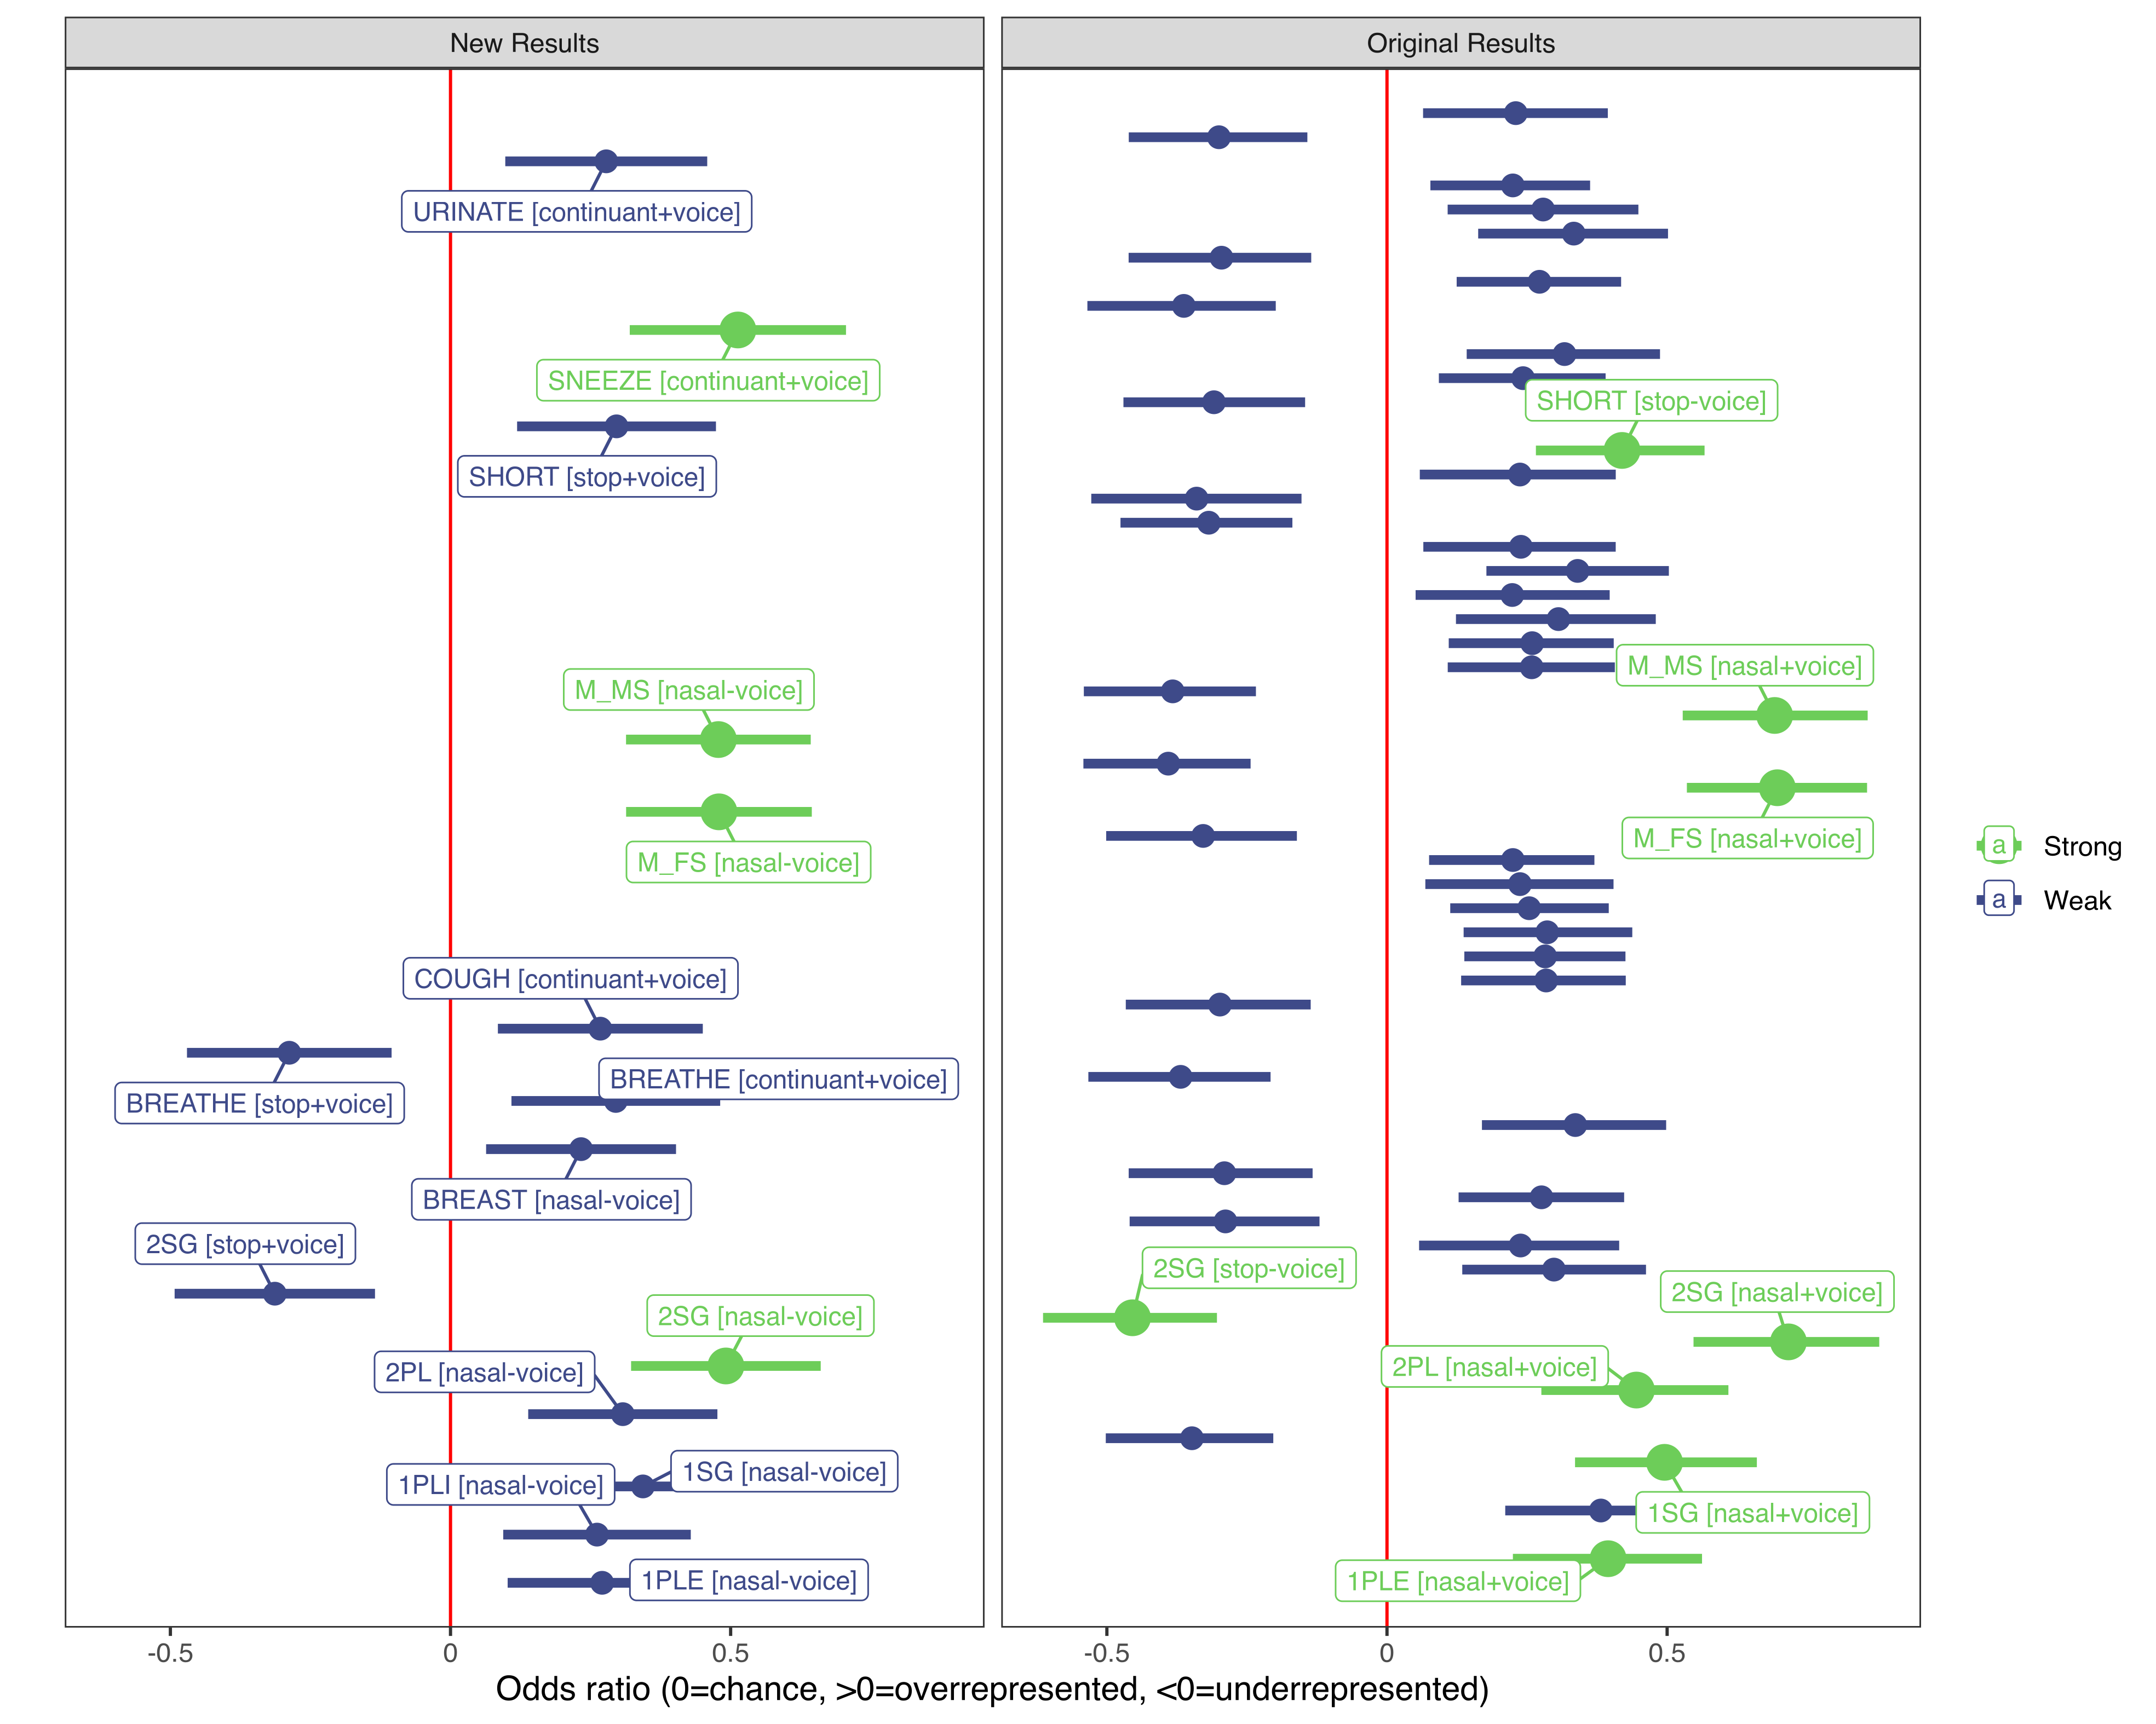 New Results
Original Results
URINATE [continuant+voice]
SNEEZE [continuant+voice]
SHORT [stop+voice]
M_MS [nasal-voice]
M_FS [nasal-voice]
COUGH [continuant+voice]
BREATHE [continuant+voice]
BREATHE [stop+voice]
BREAST [nasal-voice]
2SG [stop+voice]
2SG [nasal-voice]
2PL [nasal-voice]
1SG [nasal-voice]
1PLI [nasal-voice]
1PLE [nasal-voice]
SHORT [stop-voice]
M_MS [nasal+voice]
M_FS [nasal+voice]
2SG [stop-voice]
2SG [nasal+voice]
2PL [nasal+voice]
1SG [nasal+voice]
1PLE [nasal+voice]
a Strong
a Weak
-0.5 0 0.5
-0.5 0 0.5
Odds ratio (0=chance, >0=overrepresented, <0=underrepresented)